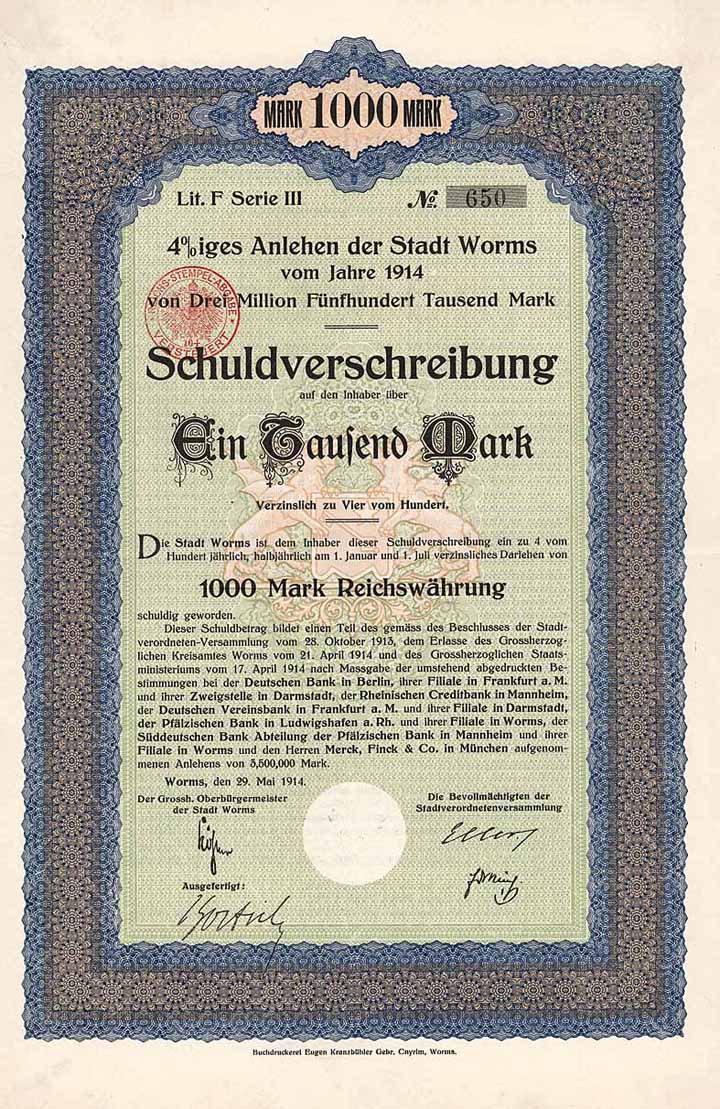 MARK 1000 MARK
Lit. F Serie III № 650
4%iges Anlehen der Stadt Worms
vom Jahre 1914
von Drei Million Fünfhundert Tausend Mark
REICHS-STEMPEL-ABGABE
VERSTEUERT
Schuldverschreibung
auf den Inhaber über
Ein Tausend Mark
Verzinslich zu Vier vom Hundert.
Die Stadt Worms ist dem Inhaber dieser Schuldverschreibung ein zu 4 vom
Hundert jährlich, halbjährlich am 1. Januar und 1. Juli verzinsliches Darlehen von
1000 Mark Reichswährung
schuldig geworden.
Dieser Schuldbetrag bildet einen Teil des gemäss des Beschlusses der Stadt-
verordneten-Versammlung vom 28. Oktober 1913, dem Erlasse des Grossherzog-
lichen Kreisamtes Worms vom 21. April 1914 und des Grossherzoglichen Staats-
ministeriums vom 17. April 1914 nach Massgabe der umstehend abgedruckten Be-
stimmungen bei der Deutschen Bank in Berlin, ihrer Filiale in Frankfurt a. M.
und ihrer Zweigstelle in Darmstadt, der Rheinischen Creditbank in Mannheim,
der Deutschen Vereinsbank in Frankfurt a. M. und ihrer Filiale in Darmstadt,
der Pfälzischen Bank in Ludwigshafen a. Rh. und ihrer Filiale in Worms, der
Süddeutschen Bank Abteilung der Pfälzischen Bank in Mannheim und ihrer
Filiale in Worms und den Herren Merck, Finck & Co. in München aufgenom-
menen Anlehens von 3,500,000 Mark.
Worms, den 29. Mai 1914.
Der Grossh. Oberbürgermeister
der Stadt Worms
Die Bevollmächtigten der
Stadtverordnetenversammlung
Ausgefertigt:
Buchdruckerei Eugen Kranzbühler Gebr. Cnyrim, Worms.